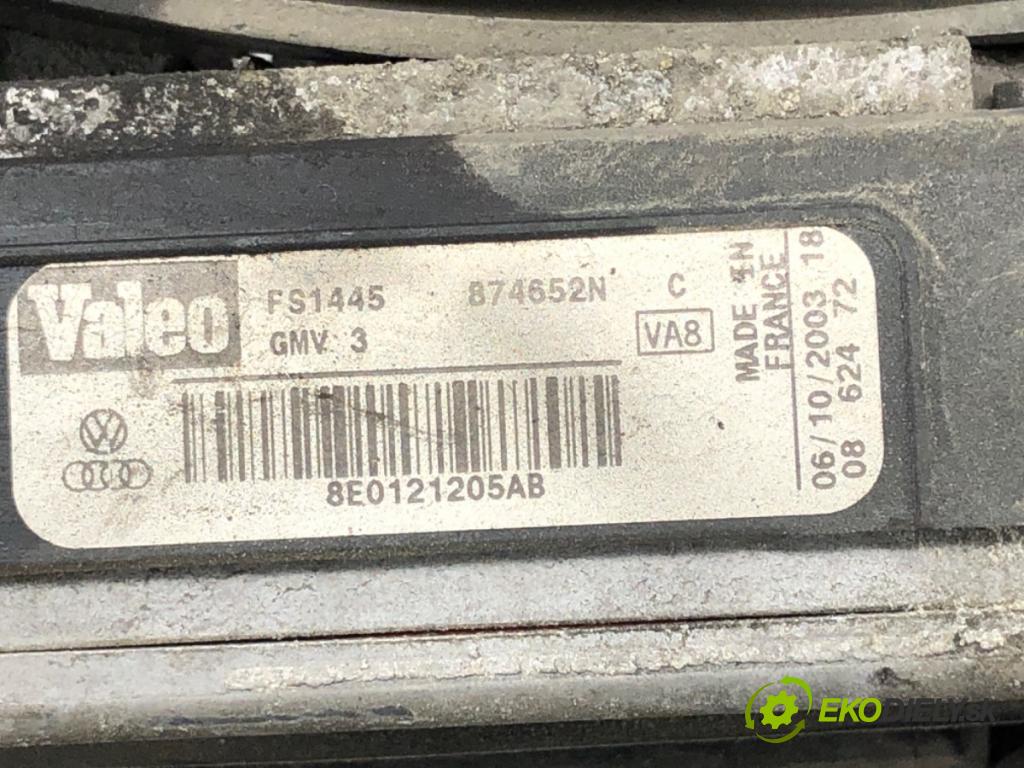 Valeo
FS1445 874652N C
GMV 3
VA8
8E0121205AB
MADE IN
FRANCE
06/10/2003 18
08 624 72
EKODIELY.SK